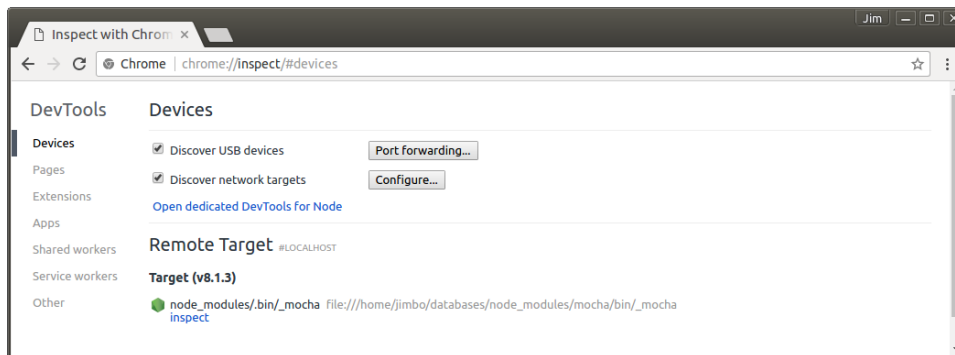 Jim
Inspect with Chrom
Chrome | chrome://inspect/#devices
DevTools
Devices
Pages
Extensions
Apps
Shared workers
Service workers
Other
Devices
Discover USB devices Port forwarding...
Discover network targets Configure...
Open dedicated DevTools for Node
Remote Target #LOCALHOST
Target (v8.1.3)
node_modules/.bin/_mocha file:///home/jimbo/databases/node_modules/mocha/bin/_mocha
inspect